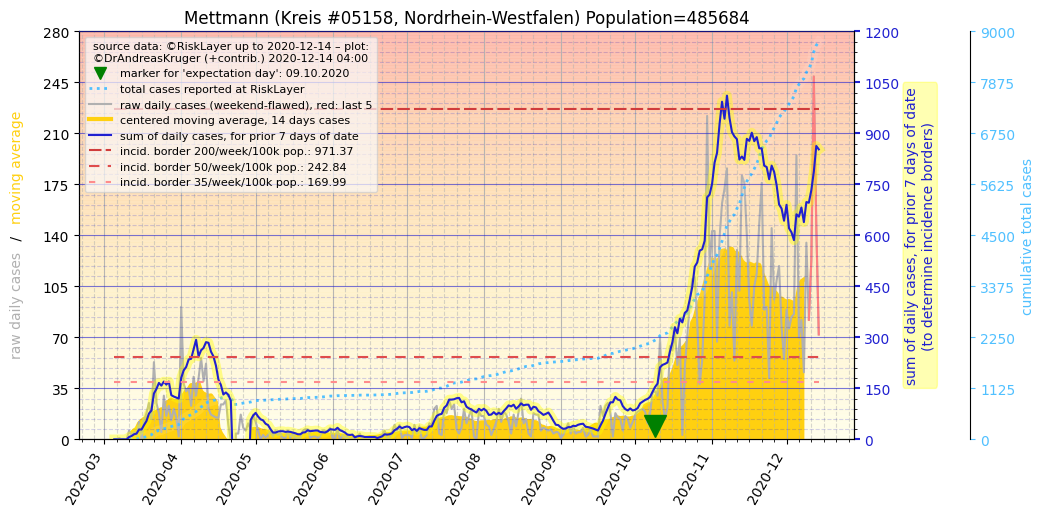 Mettmann (Kreis #05158, Nordrhein-Westfalen) Population=485684
source data: ©RiskLayer up to 2020-12-14 – plot:
©DrAndreasKruger (+contrib.) 2020-12-14 04:00
marker for 'expectation day': 09.10.2020
total cases reported at RiskLayer
raw daily cases (weekend-flawed), red: last 5
centered moving average, 14 days cases
sum of daily cases, for prior 7 days of date
incid. border 200/week/100k pop.: 971.37
incid. border 50/week/100k pop.: 242.84
incid. border 35/week/100k pop.: 169.99
raw daily cases / moving average
280
245
210
175
140
105
70
35
0
2020-03
2020-04
2020-05
2020-06
2020-07
2020-08
2020-09
2020-10
2020-11
2020-12
1200
1050
900
750
600
450
300
150
0
sum of daily cases, for prior 7 days of date
(to determine incidence borders)
9000
7875
6750
5625
4500
3375
2250
1125
0
cumulative total cases